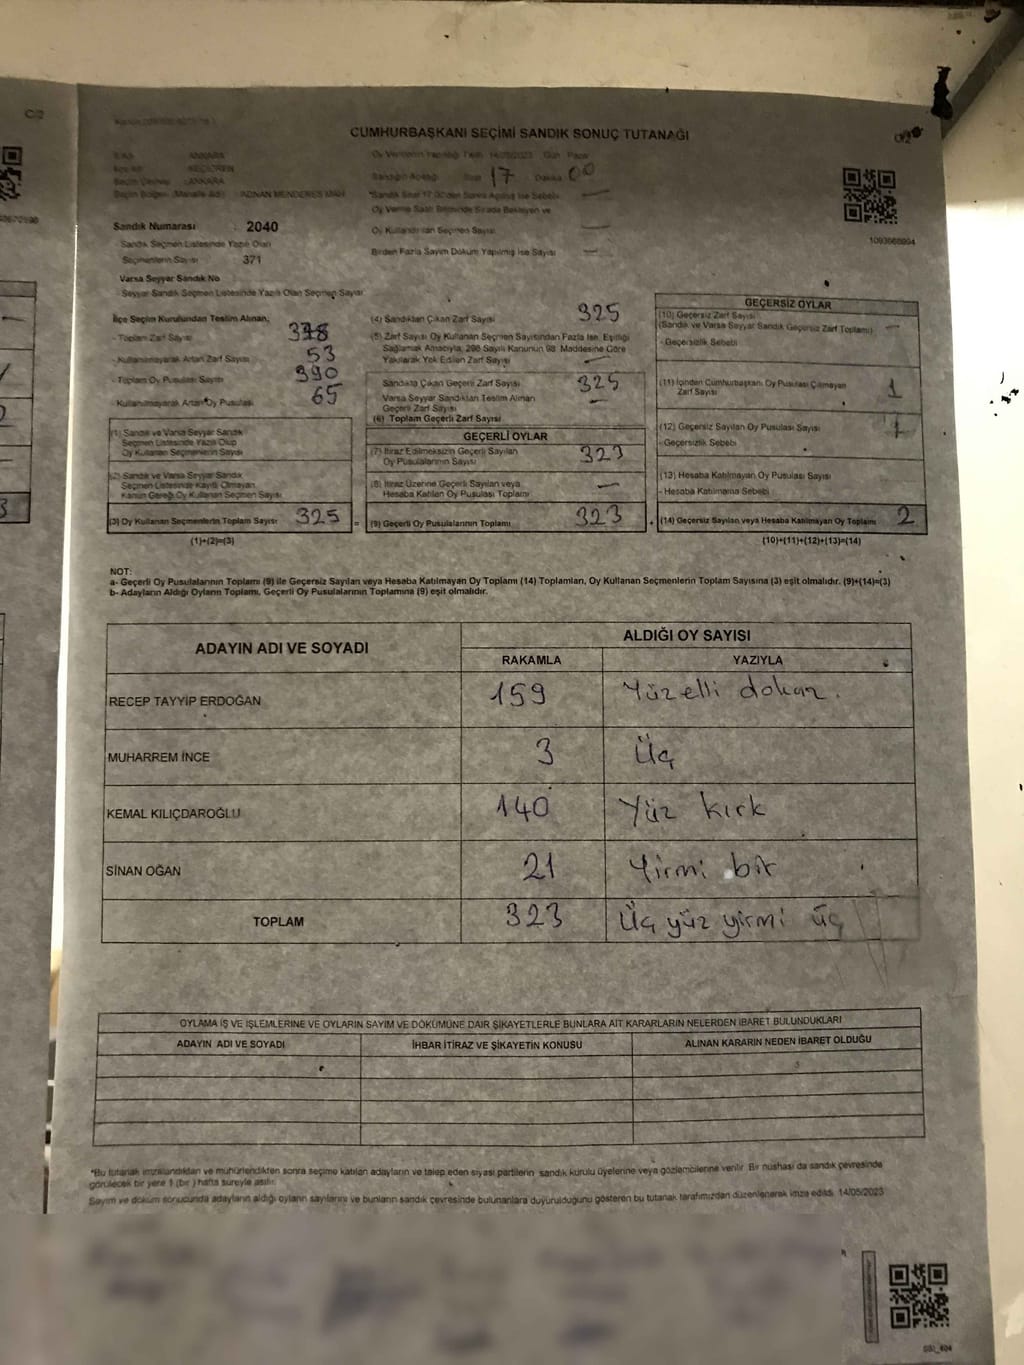 C/2
CUMHURBAŞKANI SEÇİMİ SANDIK SONUÇ TUTANAĞI
İli : ANKARA
İlçe Adı : KEÇİÖREN
Seçim Çevresi : ANKARA
Seçim Bölgesi (Mahalle Adı) : ADNAN MENDERES MAH
Sandık Numarası : 2040
Sandık Seçmen Listesinde Yazılı Olan
Seçmenlerin Sayısı 371
Varsa Seyyar Sandık No
- Seyyar Sandık Seçmen Listesinde Yazılı Olan Seçmen Sayısı
Oy Vermenin Yapıldığı Tarih 14/05/2023 Gün Pazar
Sandığın Açıldığı Saat 17 Dakika 00
*Sandık Saat 17.00'den Sonra Açıldıysa Sebebi —
Oy Verme Saati Bitiminde Sırada Bekleyen ve
Oy Kullandırılan Seçmen Sayısı —
Birden Fazla Sayım Döküm Yapılmış İse Sayısı —
1093666994
İlçe Seçim Kurulundan Teslim Alınan,
- Toplam Zarf Sayısı 378
- Kullanılmayarak Artan Zarf Sayısı 53
- Toplam Oy Pusulası Sayısı 390
- Kullanılmayarak Artan Oy Pusulası 65
(1) Sandık ve Varsa Seyyar Sandık
Seçmen Listesinde Yazılı Olup
Oy Kullanan Seçmenlerin Sayısı
(2) Sandık ve Varsa Seyyar Sandık
Seçmen Listesinde Kayıtlı Olmayan
Kanun Gereği Oy Kullanan Seçmen Sayısı
(3) Oy Kullanan Seçmenlerin Toplam Sayısı 325 =
(1)+(2)=(3)
(4) Sandıktan Çıkan Zarf Sayısı 325
(5) Zarf Sayısı Oy Kullanan Seçmen Sayısından Fazla İse, Eşitliği
Sağlamak Amacıyla, 298 Sayılı Kanunun 98. Maddesine Göre
Yakılarak Yok Edilen Zarf Sayısı —
Sandıkta Çıkan Geçerli Zarf Sayısı 325
Varsa Seyyar Sandıktan Teslim Alınan
Geçerli Zarf Sayısı —
(6) Toplam Geçerli Zarf Sayısı
GEÇERLİ OYLAR
(7) İtiraz Edilmeksizin Geçerli Sayılan
Oy Pusulalarının Sayısı 323
(8) İtiraz Üzerine Geçerli Sayılan veya
Hesaba Katılan Oy Pusulası Toplamı —
(9) Geçerli Oy Pusulalarının Toplamı 323 +
GEÇERSİZ OYLAR
(10) Geçersiz Zarf Sayısı
(Sandık ve Varsa Seyyar Sandık Geçersiz Zarf Toplamı) —
- Geçersizlik Sebebi
(11) İçinden Cumhurbaşkanı Oy Pusulası Çıkmayan
Zarf Sayısı 1
(12) Geçersiz Sayılan Oy Pusulası Sayısı 1
- Geçersizlik Sebebi
(13) Hesaba Katılmayan Oy Pusulası Sayısı
- Hesaba Katılmama Sebebi
(14) Geçersiz Sayılan veya Hesaba Katılmayan Oy Toplamı 2
(10)+(11)+(12)+(13)=(14)
NOT:
a- Geçerli Oy Pusulalarının Toplamı (9) ile Geçersiz Sayılan veya Hesaba Katılmayan Oy Toplamı (14) Toplamları, Oy Kullanan Seçmenlerin Toplam Sayısına (3) eşit olmalıdır. (9)+(14)=(3)
b- Adayların Aldığı Oyların Toplamı, Geçerli Oy Pusulalarının Toplamına (9) eşit olmalıdır.
ADAYIN ADI VE SOYADI
ALDIĞI OY SAYISI
RAKAMLA YAZIYLA
RECEP TAYYİP ERDOĞAN 159 Yüz elli dokuz.
MUHARREM İNCE 3 Üç
KEMAL KILIÇDAROĞLU 140 Yüz kırk
SİNAN OĞAN 21 Yirmi bir
TOPLAM 323 Üç yüz yirmi üç
OYLAMA İŞ VE İŞLEMLERİNE VE OYLARIN SAYIM VE DÖKÜMÜNE DAİR ŞİKAYETLERLE BUNLARA AİT KARARLARIN NELERDEN İBARET BULUNDUKLARI
ADAYIN ADI VE SOYADI İHBAR İTİRAZ VE ŞİKAYETİN KONUSU ALINAN KARARIN NEDEN İBARET OLDUĞU
*Bu tutanak imzalandıktan ve mühürlendikten sonra seçime katılan adayların ve talep eden siyasi partilerin sandık kurulu üyelerine veya gözlemcilerine verilir. Bir nüshası da sandık çevresinde
görülecek bir yere 1 (bir) hafta süreyle asılır.
Sayım ve döküm sonucunda adayların aldığı oyların sayılarını ve bunların sandık çevresinde bulunanlara duyurulduğunu gösteren bu tutanak tarafımızdan düzenlenerek imza edildi. 14/05/2023